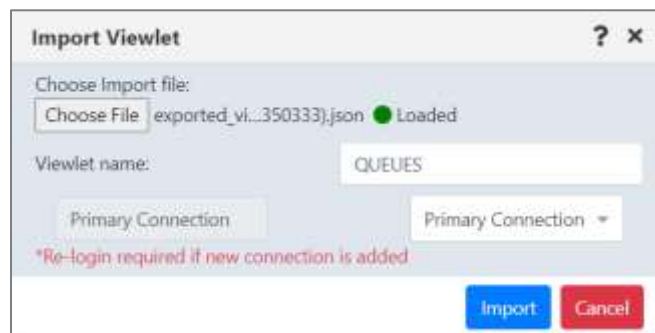 Import Viewlet ? ×
Choose Import file:
Choose File exported_vi...350333).json Loaded
Viewlet name: QUEUES
Primary Connection Primary Connection
*Re-login required if new connection is added
Import Cancel